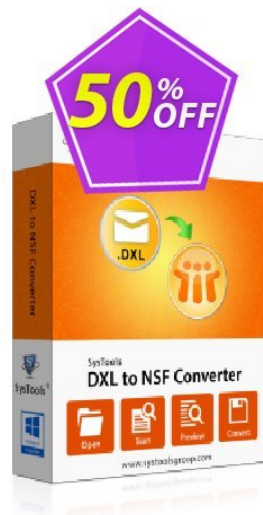 50% OFF
.DXL
SysTools
DXL to NSF Converter
Open
Scan
Preview
Convert
www.systoolsgroup.com
DXL to NSF Converter
SysTools